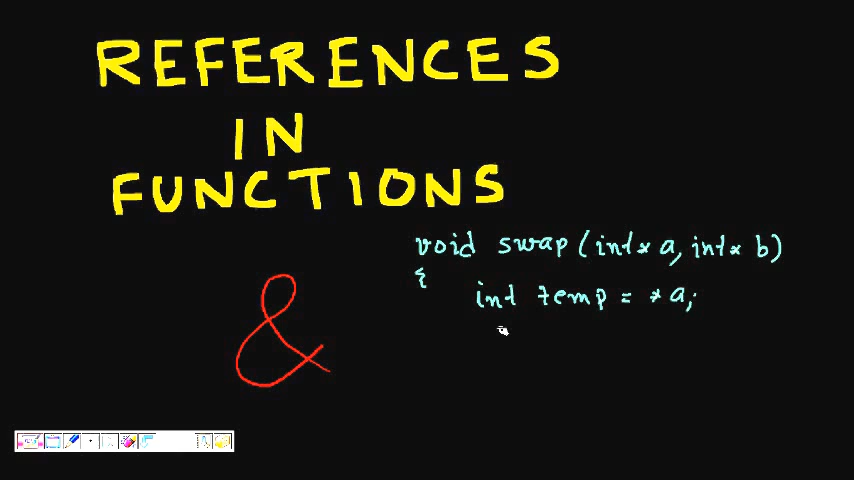 REFERENCES
IN
FUNCTIONS
&
void swap (int* a, int* b)
{
int temp = *a;